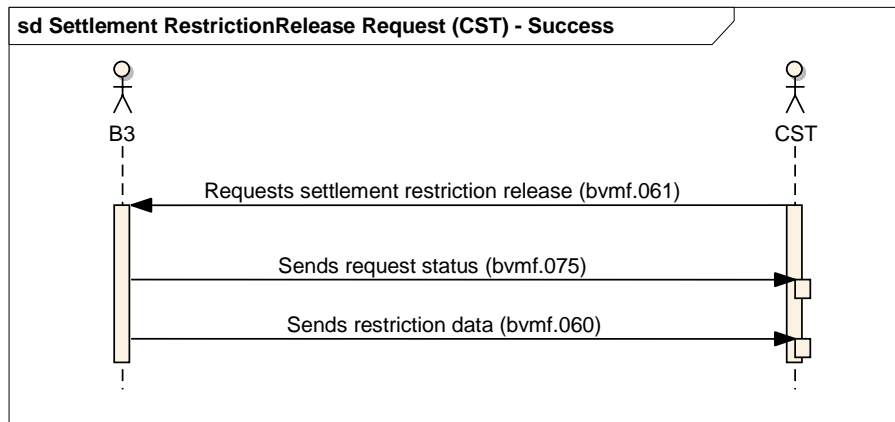 sd Settlement RestrictionRelease Request (CST) - Success
B3
CST
Requests settlement restriction release (bvmf.061)
Sends request status (bvmf.075)
Sends restriction data (bvmf.060)